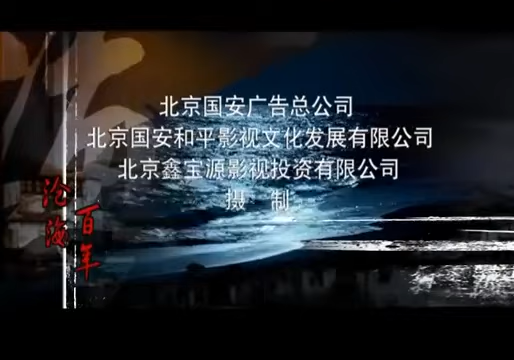 北京国安广告总公司
北京国安和平影视文化发展有限公司
北京鑫宝源影视投资有限公司
摄 制
沧海
百年